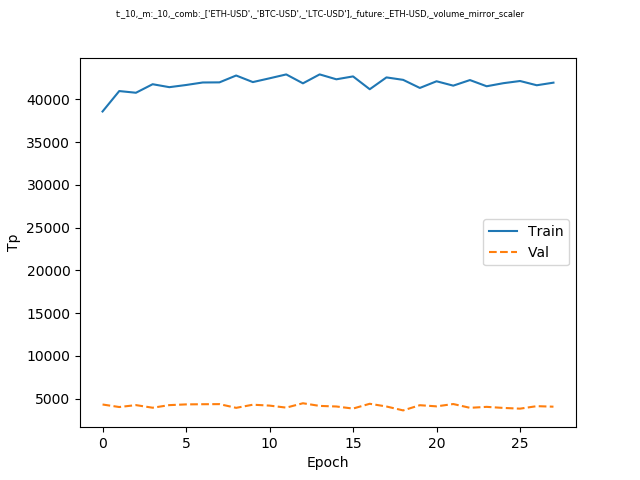 t:_10,_m:_10,_comb:_['ETH-USD',_'BTC-USD',_'LTC-USD'],_future:_ETH-USD,_volume_mirror_scaler
40000
35000
30000
25000
20000
15000
10000
5000
Tp
Train
Val
0 5 10 15 20 25
Epoch